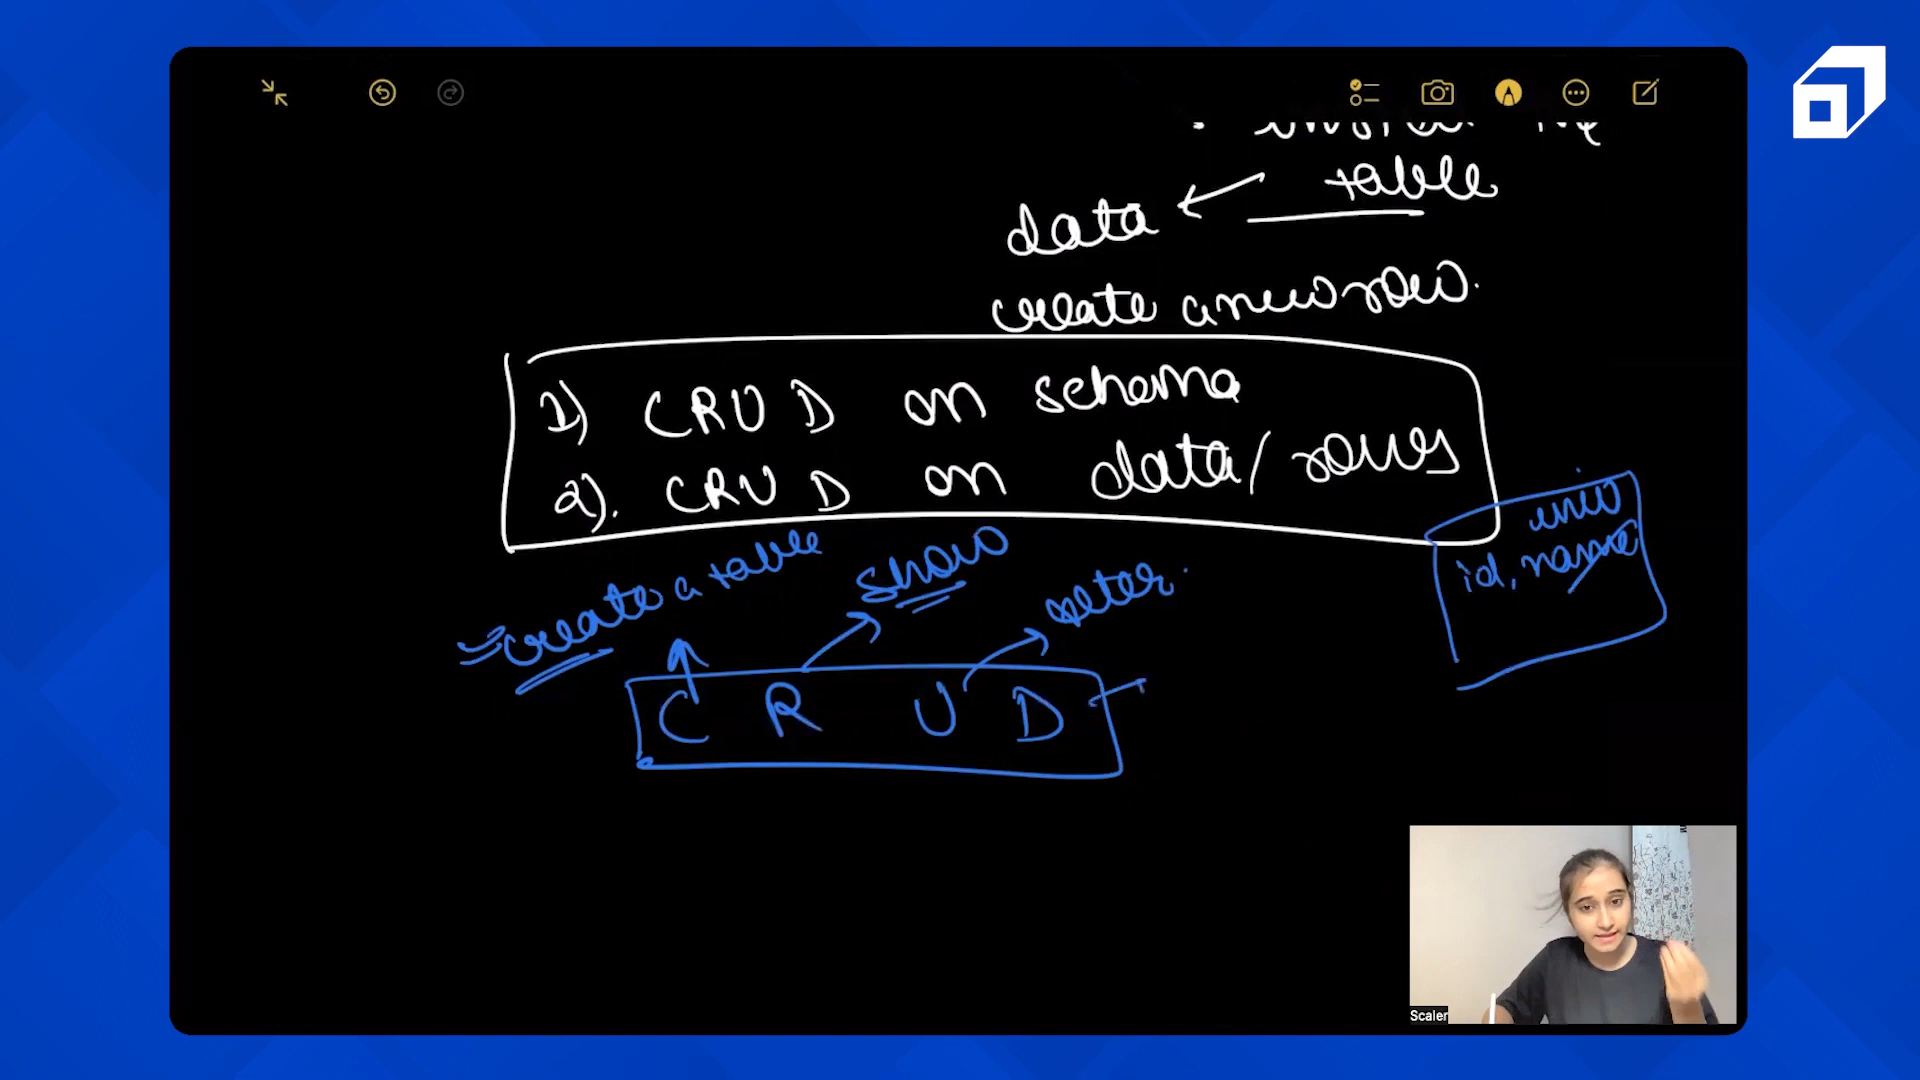 table
data
create a new row.
1) CRUD on schema
2). CRUD on data/rows
univ
id, name
create a table
show
alter.
C R U D
Scaler